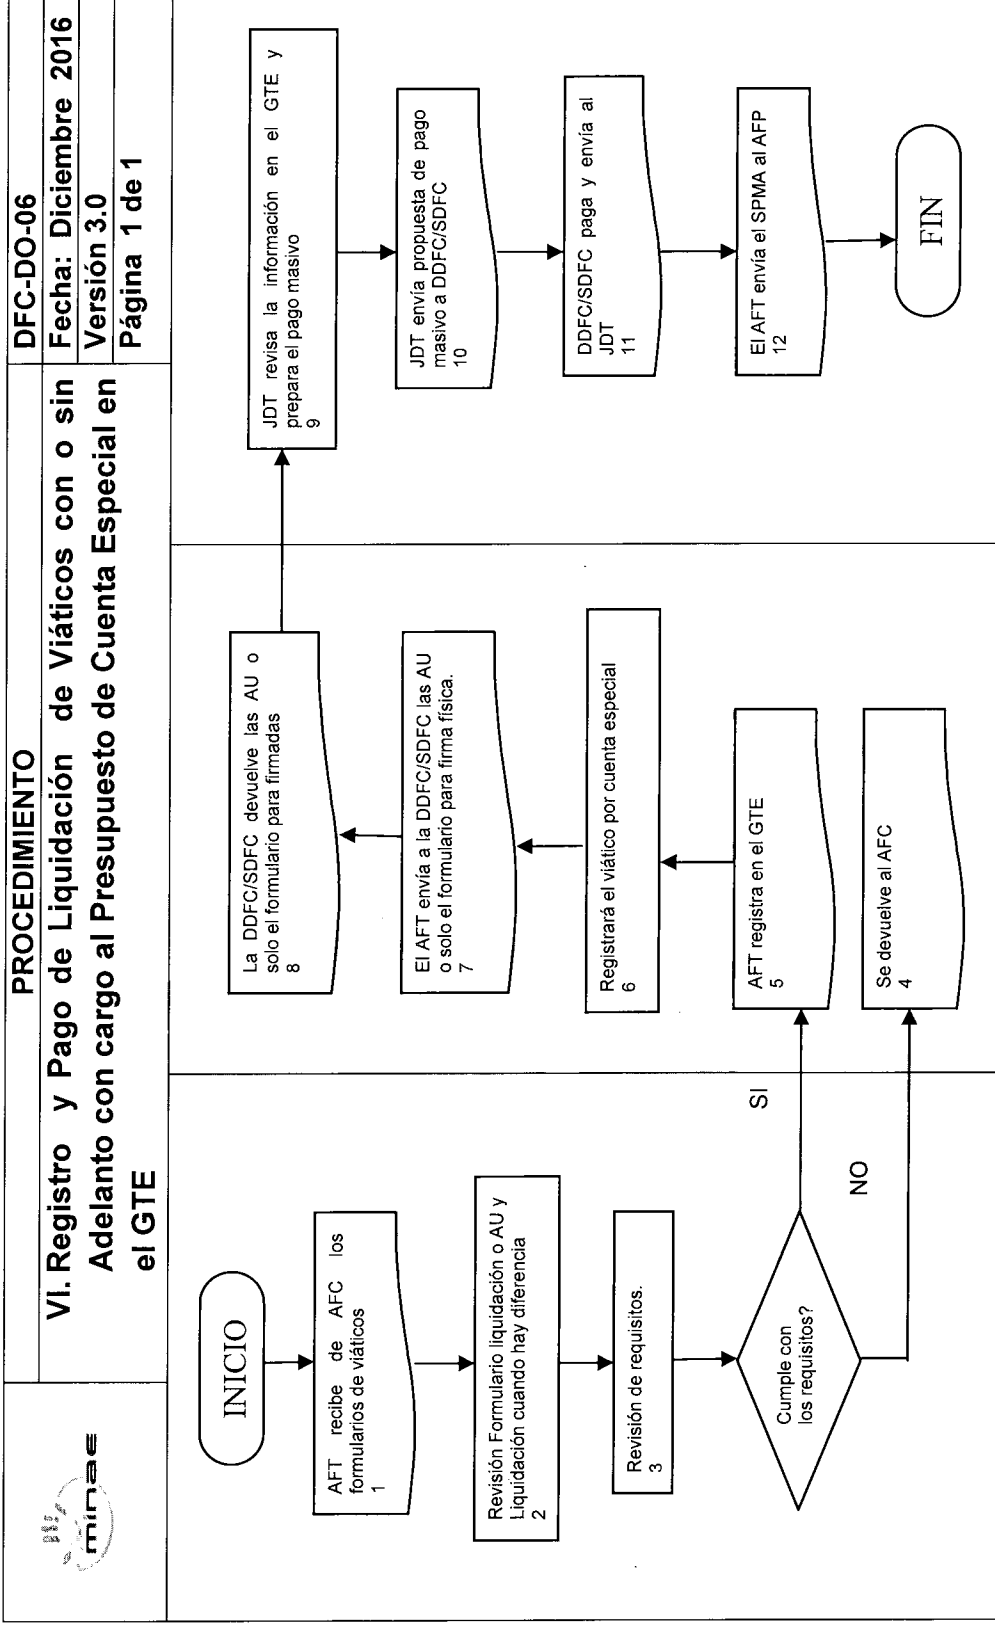 minae
PROCEDIMIENTO
VI. Registro y Pago de Liquidación de Viáticos con o sin
Adelanto con cargo al Presupuesto de Cuenta Especial en
el GTE
DFC-DO-06
Fecha: Diciembre 2016
Versión 3.0
Página 1 de 1
INICIO
AFT recibe de AFC los
formularios de viáticos
1
Revisión Formulario liquidación o AU y
Liquidación cuando hay diferencia
2
Revisión de requisitos.
3
Cumple con
los requisitos?
SI
NO
La DDFC/SDFC devuelve las AU o
solo el formulario para firmadas
8
El AFT envía a la DDFC/SDFC las AU
o solo el formulario para firma física.
7
Registrará el viático por cuenta especial
6
AFT registra en el GTE
5
Se devuelve al AFC
4
JDT revisa la información en el GTE y
prepara el pago masivo
9
JDT envía propuesta de pago
masivo a DDFC/SDFC
10
DDFC/SDFC paga y envía al
JDT
11
El AFT envía el SPMA al AFP
12
FIN